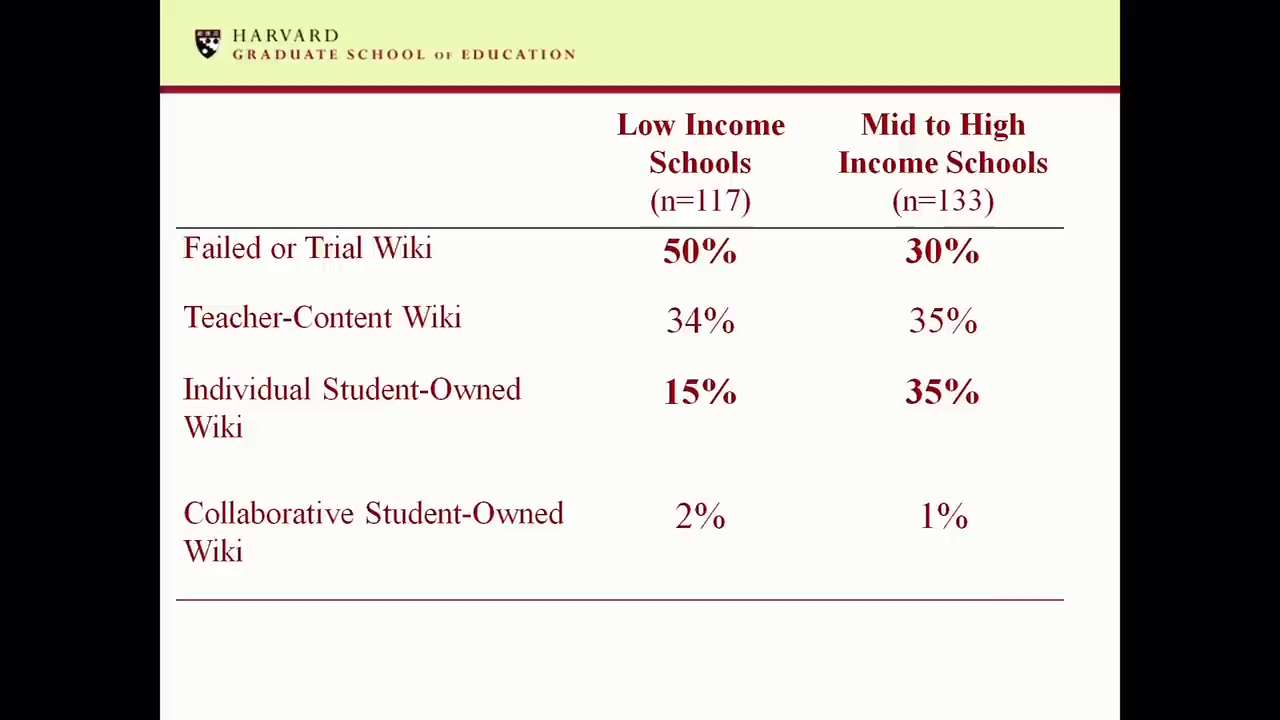 HARVARD
GRADUATE SCHOOL OF EDUCATION
Low Income Mid to High
Schools Income Schools
(n=117) (n=133)
Failed or Trial Wiki 50% 30%
Teacher-Content Wiki 34% 35%
Individual Student-Owned 15% 35%
Wiki
Collaborative Student-Owned 2% 1%
Wiki